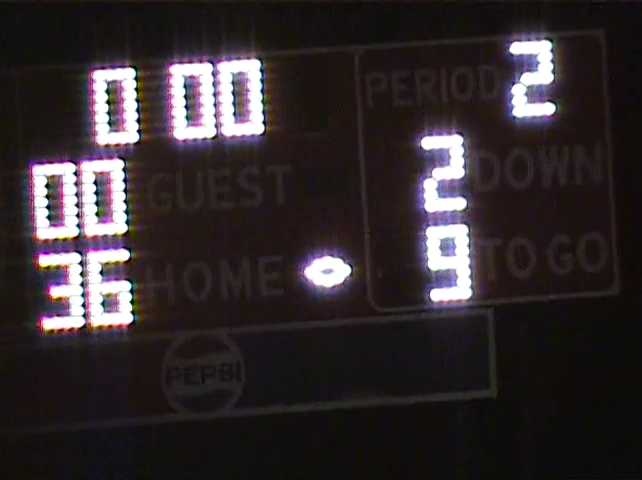 0 00 PERIOD 2
00 GUEST 2 DOWN
36 HOME 9 TO GO
PEPSI